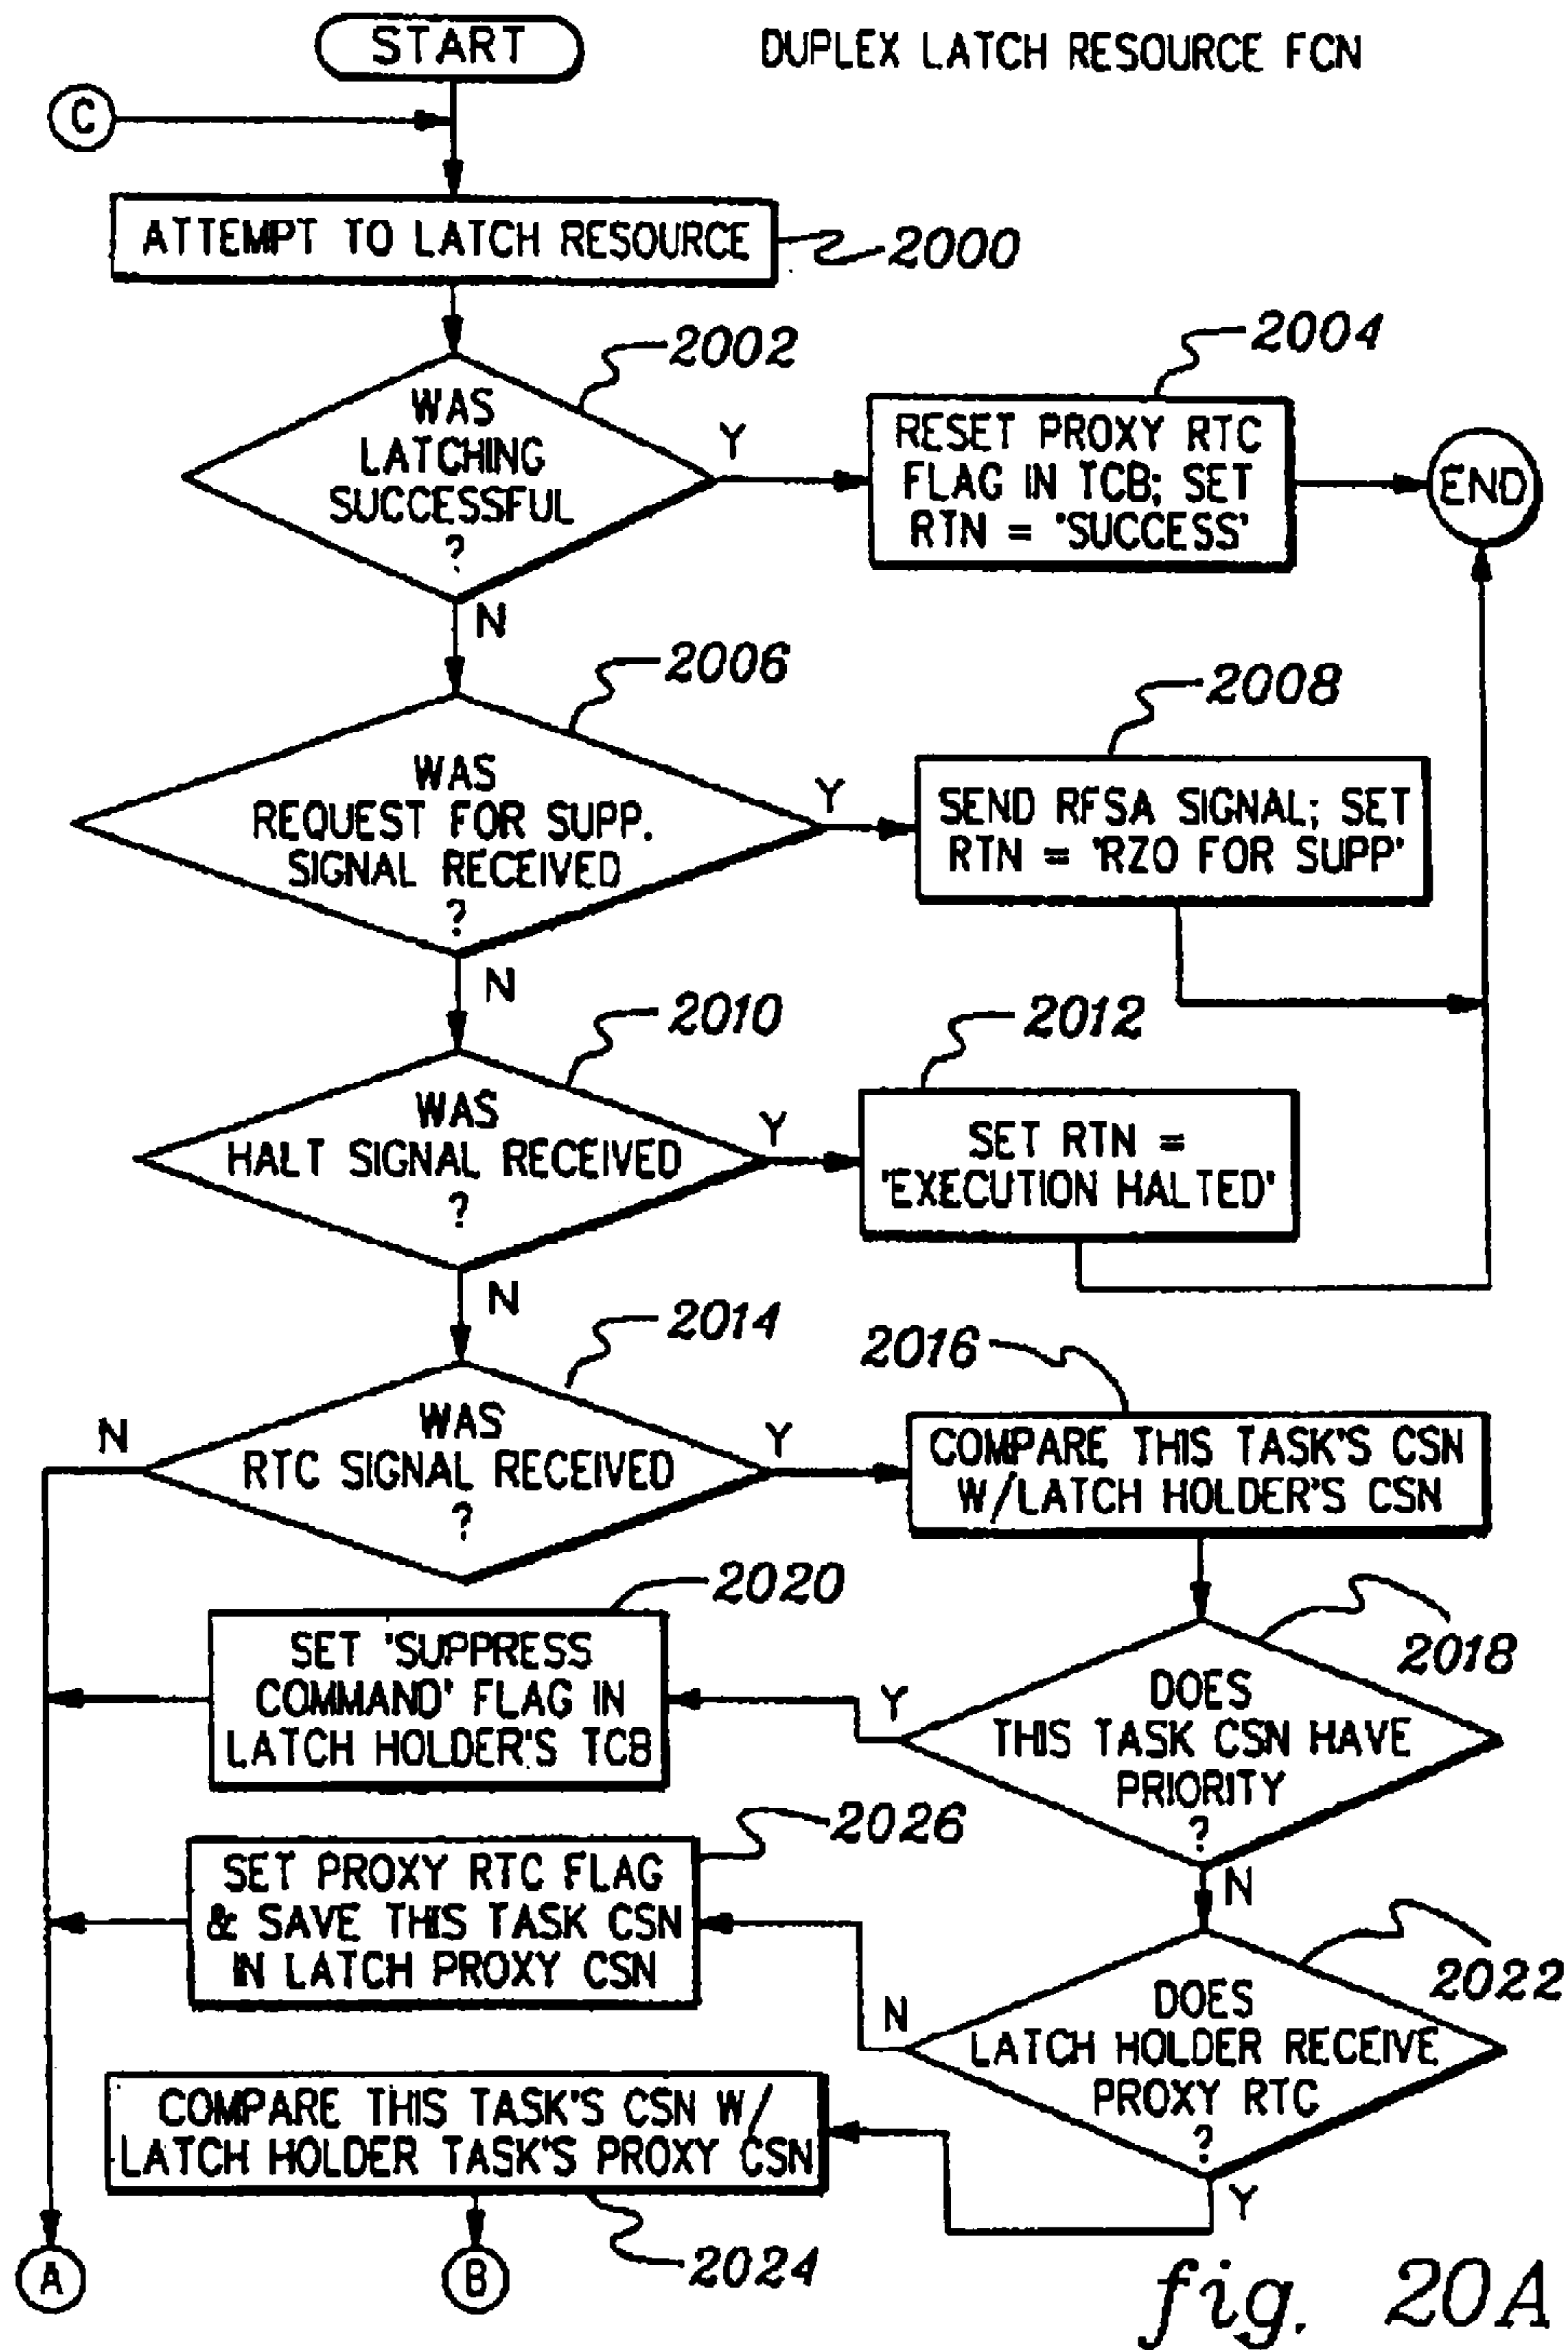 START
DUPLEX LATCH RESOURCE FCN
C
ATTEMPT TO LATCH RESOURCE
2000
2002
WAS
LATCHING
SUCCESSFUL
?
Y
N
2004
RESET PROXY RTC
FLAG IN TCB; SET
RTN = 'SUCCESS'
END
2006
WAS
REQUEST FOR SUPP.
SIGNAL RECEIVED
?
Y
N
2008
SEND RFSA SIGNAL; SET
RTN = 'RZO FOR SUPP'
2010
WAS
HALT SIGNAL RECEIVED
?
Y
N
2012
SET RTN =
'EXECUTION HALTED'
2014
WAS
RTC SIGNAL RECEIVED
?
N
Y
2016
COMPARE THIS TASK'S CSN
W/LATCH HOLDER'S CSN
2018
DOES
THIS TASK CSN HAVE
PRIORITY
?
Y
N
2020
SET 'SUPPRESS
COMMAND' FLAG IN
LATCH HOLDER'S TCB
2022
DOES
LATCH HOLDER RECEIVE
PROXY RTC
?
N
Y
2026
SET PROXY RTC FLAG
& SAVE THIS TASK CSN
IN LATCH PROXY CSN
COMPARE THIS TASK'S CSN W/
LATCH HOLDER TASK'S PROXY CSN
2024
A
B
fig. 20A